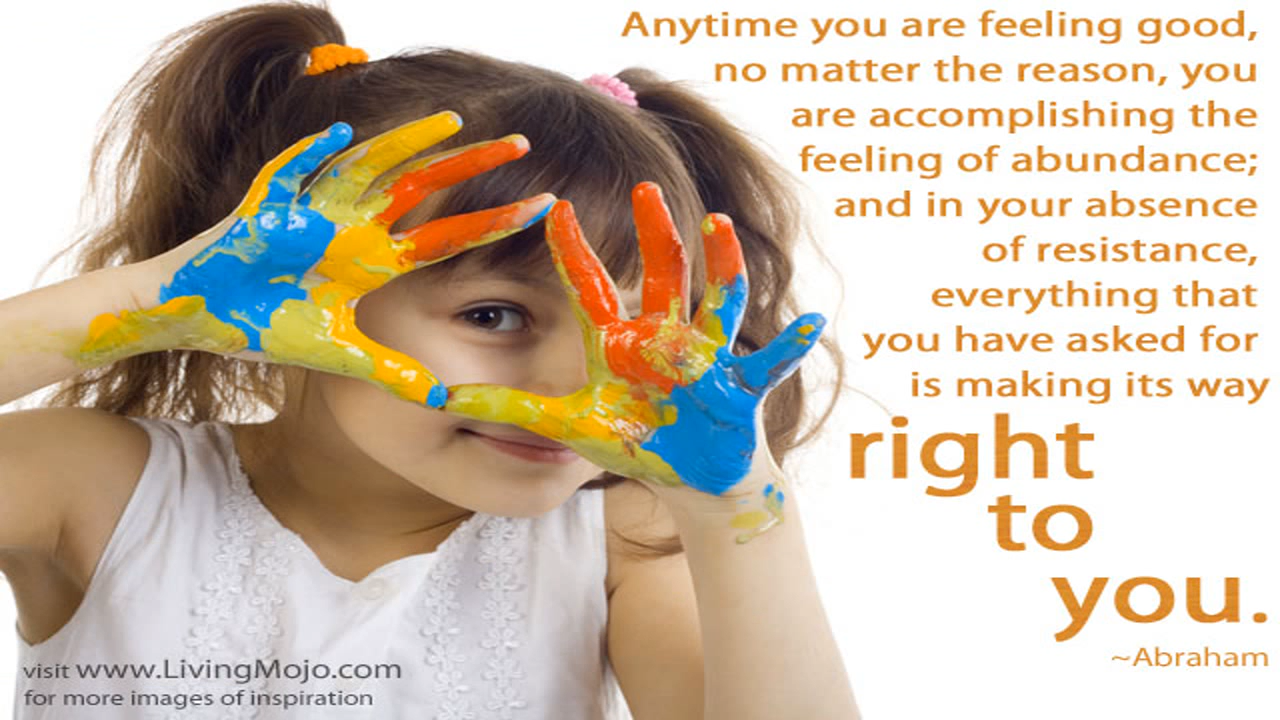 Anytime you are feeling good,
no matter the reason, you
are accomplishing the
feeling of abundance;
and in your absence
of resistance,
everything that
you have asked for
is making its way
right
to
you.
~Abraham
visit www.LivingMojo.com
for more images of inspiration